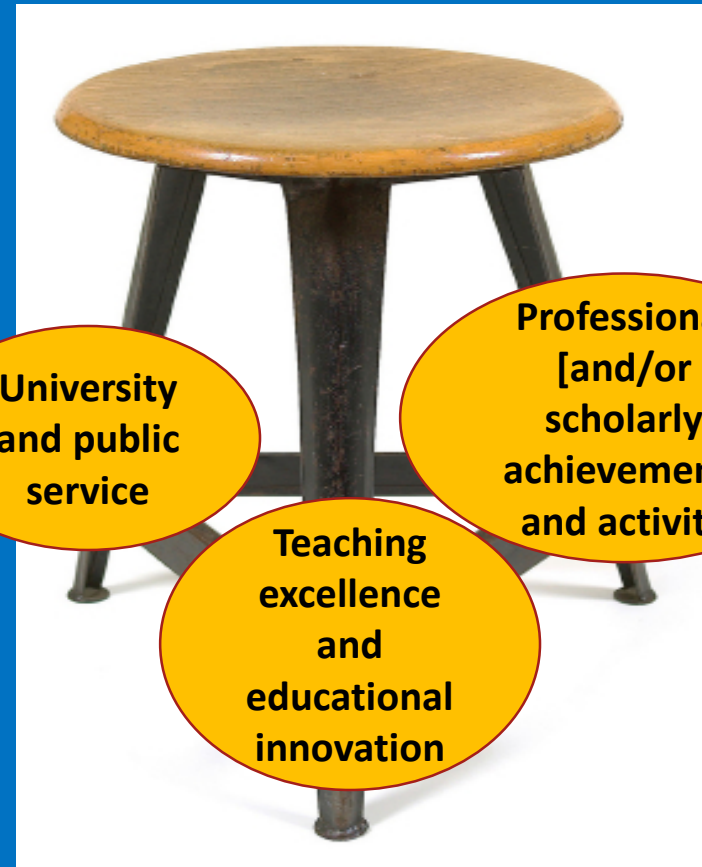 University
and public
service
Professiona
[and/or
scholarly
achievemen
and activit
Teaching
excellence
and
educational
innovation